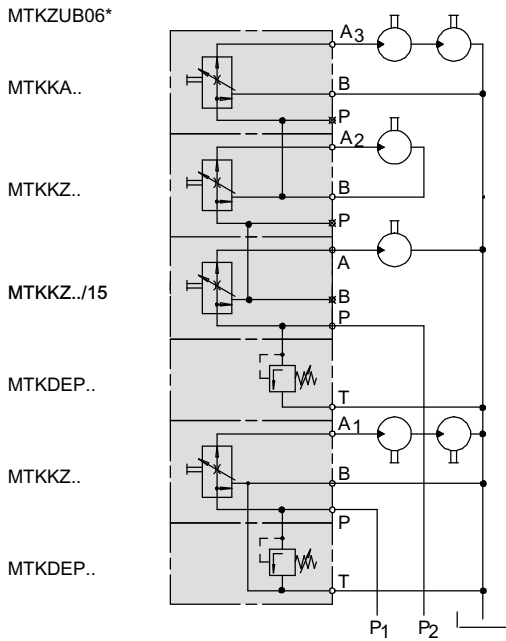 MTKZUB06*
A3
MTKKA..
B
P
A2
MTKKZ..
B
P
A
MTKKZ../15
B
P
MTKDEP..
T
A1
MTKKZ..
B
P
MTKDEP..
T
P1
P2